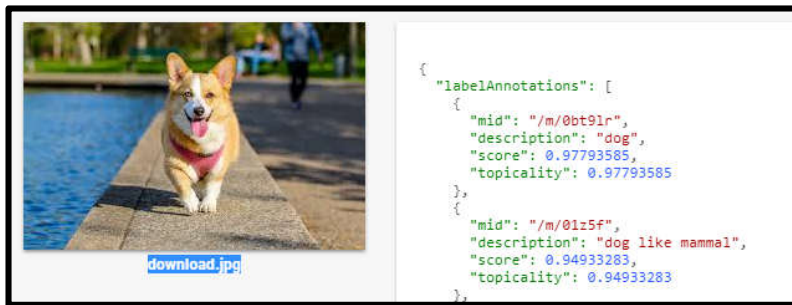 download.jpg
{
"labelAnnotations": [
{
"mid": "/m/0bt9lr",
"description": "dog",
"score": 0.97793585,
"topicality": 0.97793585
},
{
"mid": "/m/01z5f",
"description": "dog like mammal",
"score": 0.94933283,
"topicality": 0.94933283
},